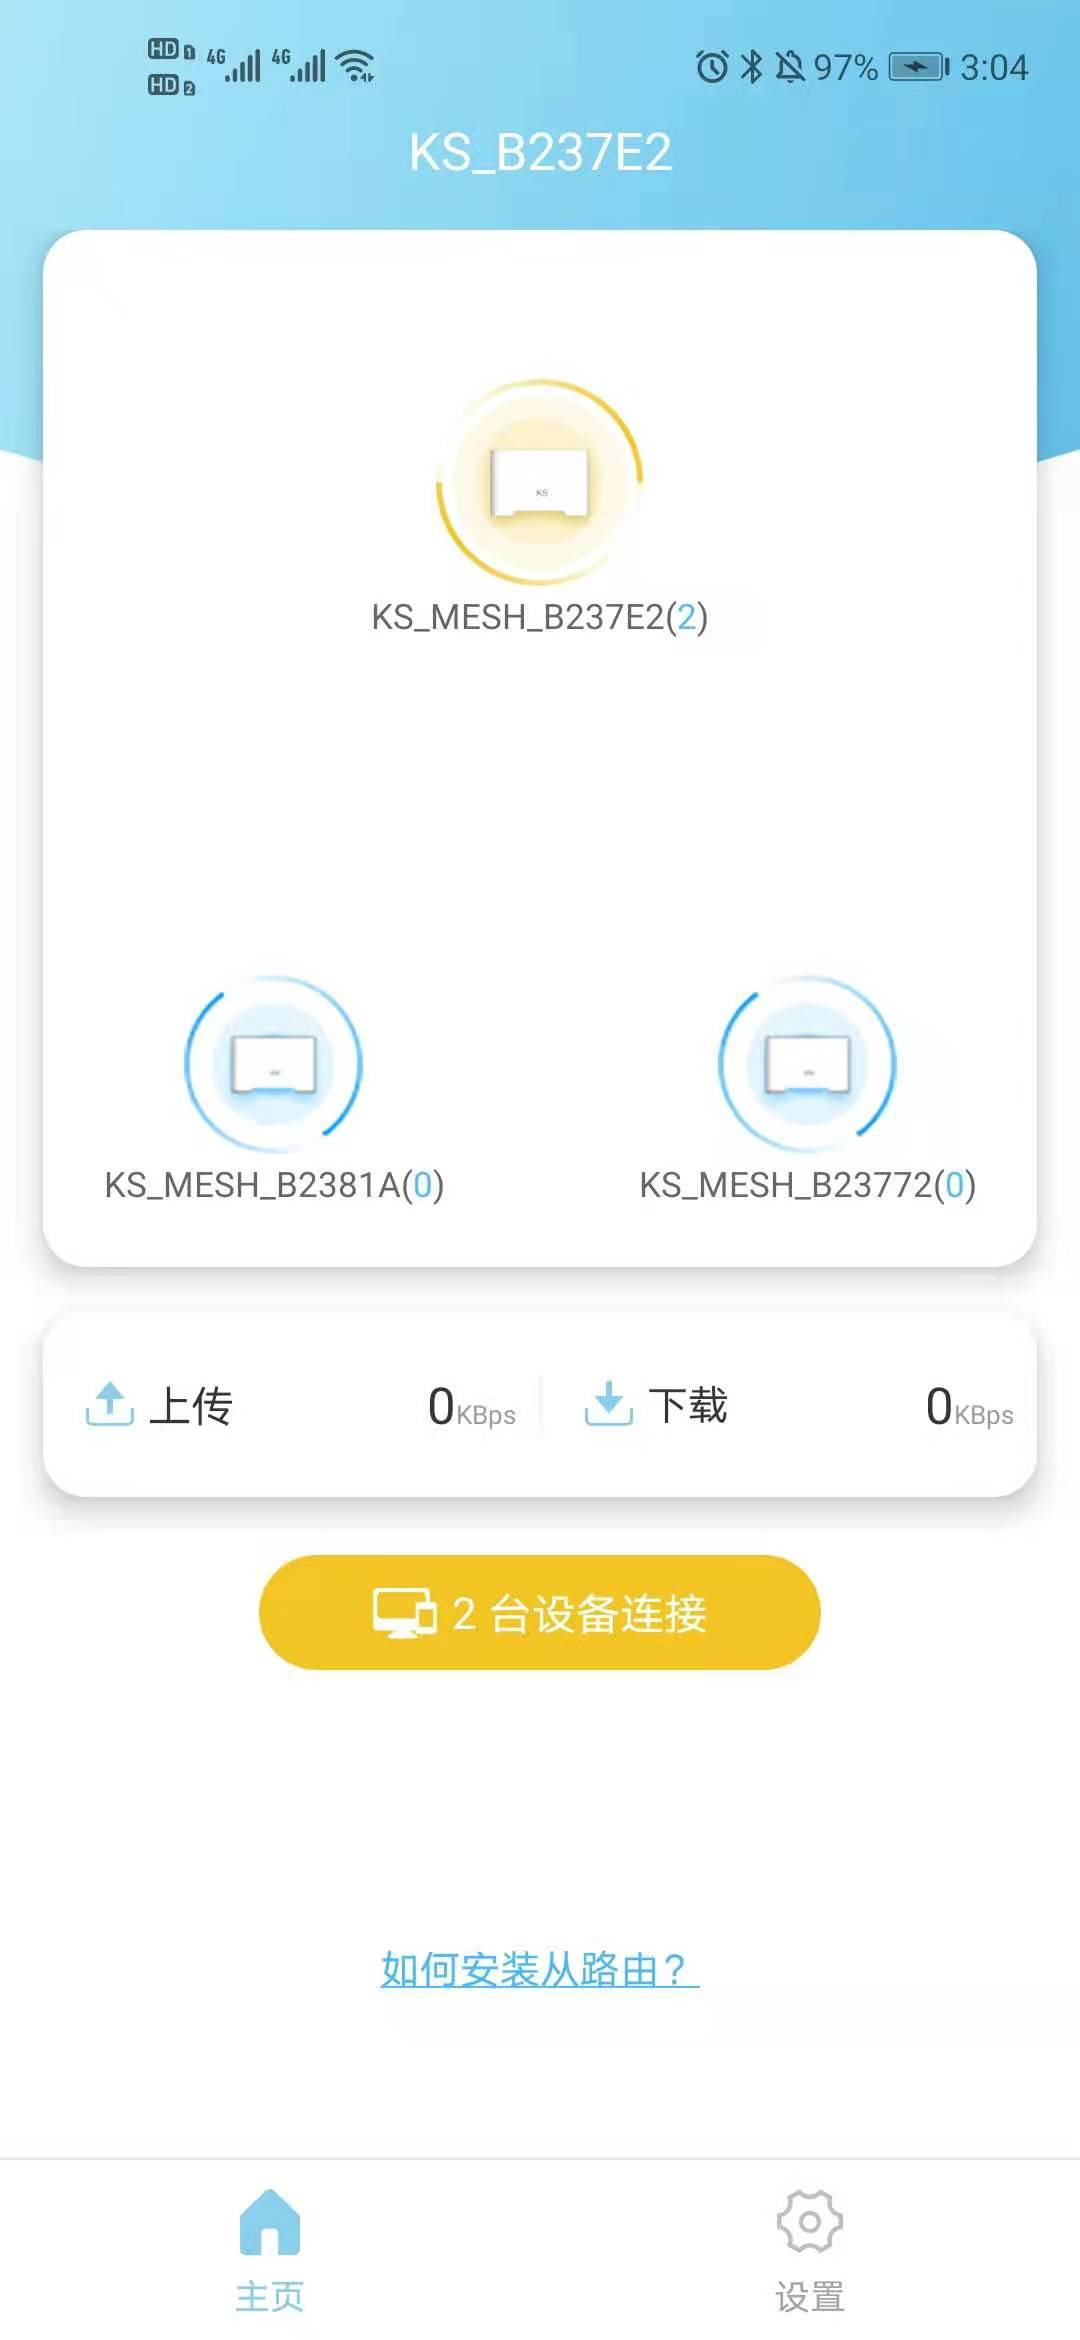 HD 1 4G 4G 97% 3:04
HD 2
KS_B237E2
KS
KS_MESH_B237E2(2)
KS_MESH_B2381A(0) KS_MESH_B23772(0)
上传 0KBps 下载 0KBps
2 台设备连接
如何安装从路由？
主页 设置